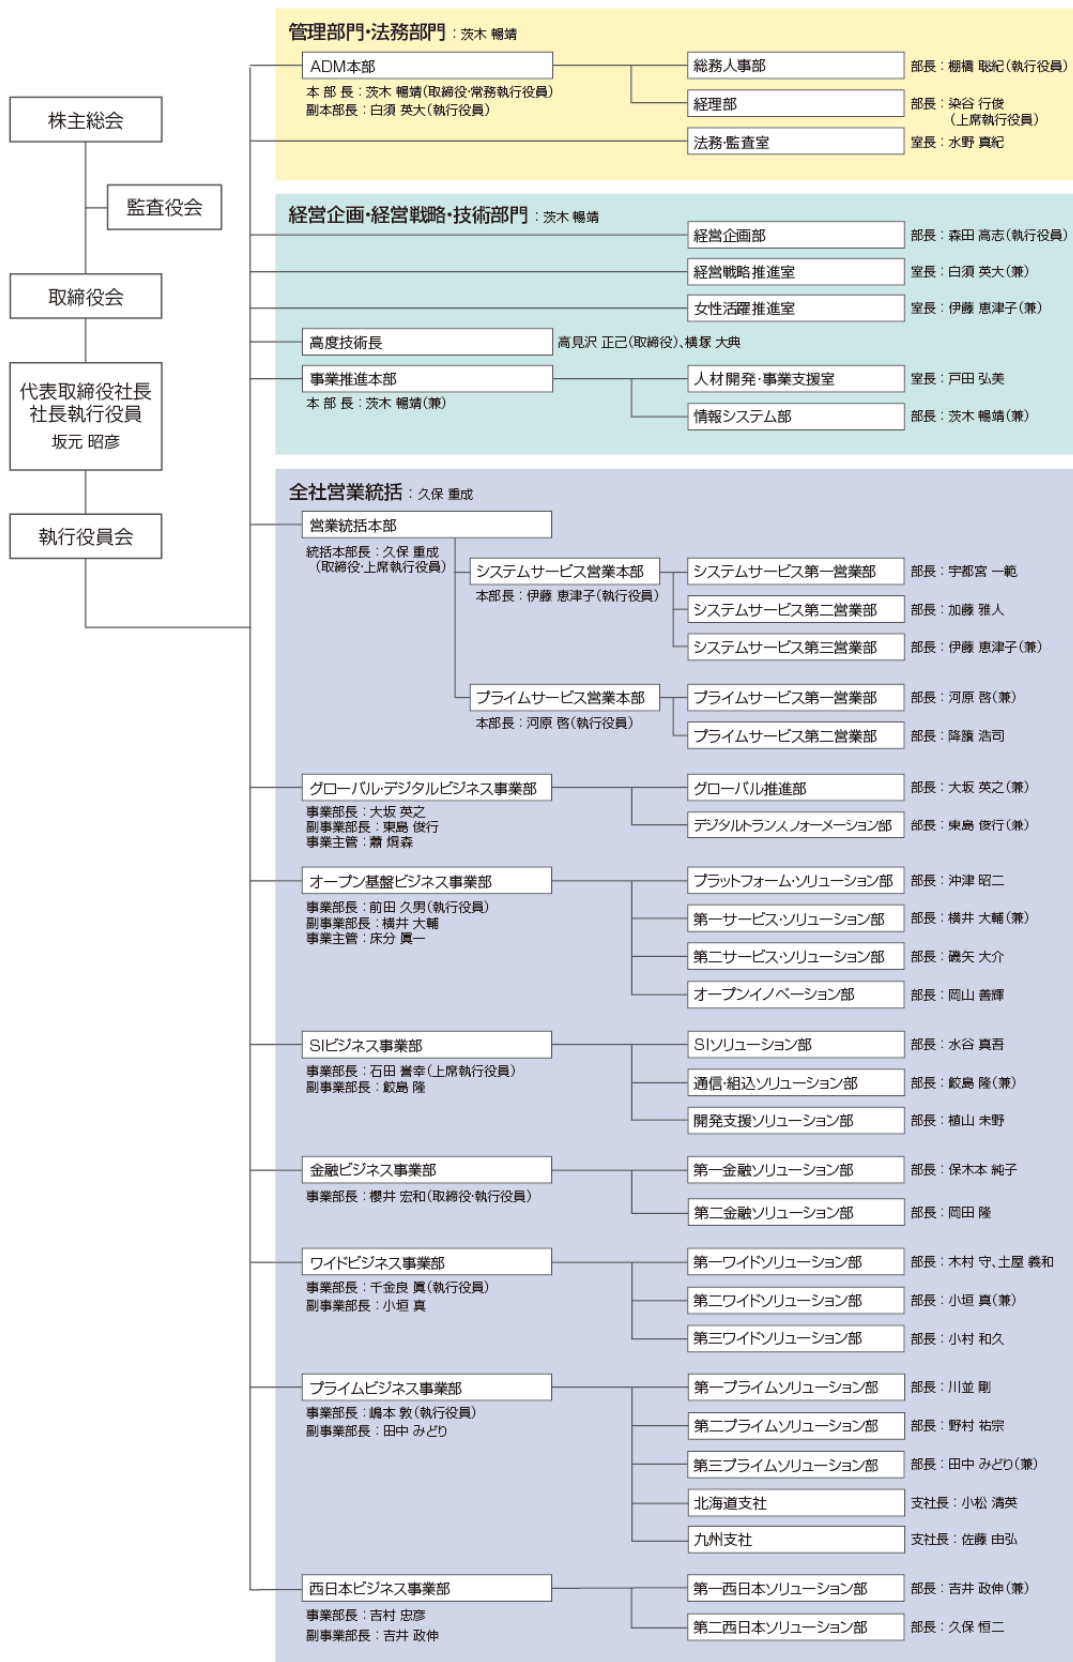 株主総会
監査役会
取締役会
代表取締役社長
社長執行役員
坂元 昭彦
執行役員会
管理部門・法務部門：茨木 暢靖
ADM本部
本 部 長：茨木 暢靖(取締役・常務執行役員)
副本部長：白須 英大(執行役員)
総務人事部
部長：棚橋 聡紀(執行役員)
経理部
部長：染谷 行俊
(上席執行役員)
法務・監査室
室長：水野 真紀
経営企画・経営戦略・技術部門：茨木 暢靖
経営企画部
部長：森田 高志(執行役員)
経営戦略推進室
室長：白須 英大(兼)
女性活躍推進室
室長：伊藤 恵津子(兼)
高度技術長
高見沢 正己(取締役)、横塚 大典
事業推進本部
本 部 長：茨木 暢靖(兼)
人材開発・事業支援室
室長：戸田 弘美
情報システム部
部長：茨木 暢靖(兼)
全社営業統括：久保 重成
営業統括本部
統括本部長：久保 重成
(取締役・上席執行役員)
システムサービス営業本部
本部長：伊藤 恵津子(執行役員)
システムサービス第一営業部
部長：宇都宮 一範
システムサービス第二営業部
部長：加藤 雅人
システムサービス第三営業部
部長：伊藤 恵津子(兼)
プライムサービス営業本部
本部長：河原 啓(執行役員)
プライムサービス第一営業部
部長：河原 啓(兼)
プライムサービス第二営業部
部長：降籏 浩司
グローバル・デジタルビジネス事業部
事業部長：大坂 英之
副事業部長：東島 俊行
事業主管：蕭 炯森
グローバル推進部
部長：大坂 英之(兼)
デジタルトランスフォーメーション部
部長：東島 俊行(兼)
オープン基盤ビジネス事業部
事業部長：前田 久男(執行役員)
副事業部長：横井 大輔
事業主管：床分 眞一
プラットフォーム・ソリューション部
部長：沖津 昭二
第一サービス・ソリューション部
部長：横井 大輔(兼)
第二サービス・ソリューション部
部長：磯矢 大介
オープンイノベーション部
部長：岡山 善輝
SIビジネス事業部
事業部長：石田 誉幸(上席執行役員)
副事業部長：鮫島 隆
SIソリューション部
部長：水谷 真吾
通信・組込ソリューション部
部長：鮫島 隆(兼)
開発支援ソリューション部
部長：植山 未野
金融ビジネス事業部
事業部長：櫻井 宏和(取締役・執行役員)
第一金融ソリューション部
部長：保木本 純子
第二金融ソリューション部
部長：岡田 隆
ワイドビジネス事業部
事業部長：千金良 眞(執行役員)
副事業部長：小垣 真
第一ワイドソリューション部
部長：木村 守、土屋 義和
第二ワイドソリューション部
部長：小垣 真(兼)
第三ワイドソリューション部
部長：小村 和久
プライムビジネス事業部
事業部長：嶋本 敦(執行役員)
副事業部長：田中 みどり
第一プライムソリューション部
部長：川並 剛
第二プライムソリューション部
部長：野村 祐宗
第三プライムソリューション部
部長：田中 みどり(兼)
北海道支社
支社長：小松 清英
九州支社
支社長：佐藤 由弘
西日本ビジネス事業部
事業部長：吉村 忠彦
副事業部長：吉井 政伸
第一西日本ソリューション部
部長：吉井 政伸(兼)
第二西日本ソリューション部
部長：久保 恒二